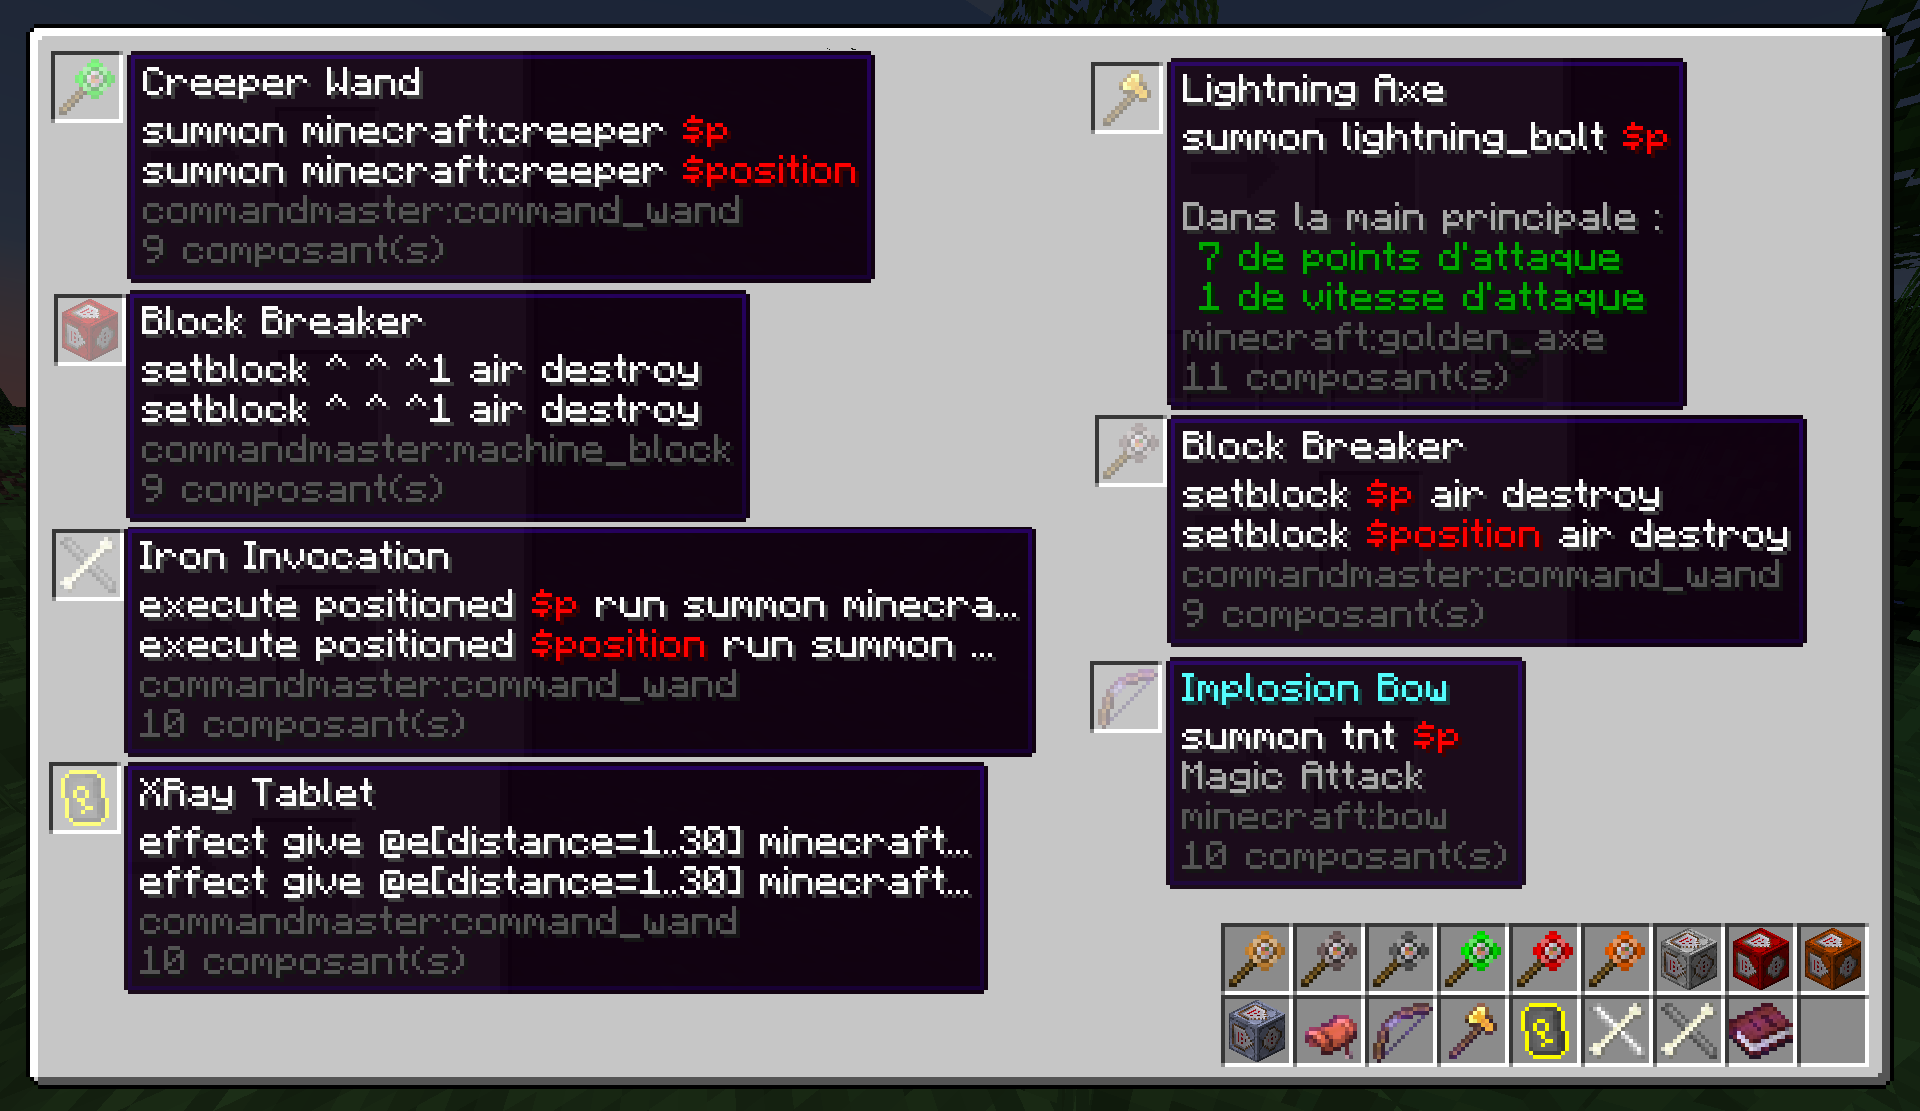 Creeper Wand
summon minecraft:creeper $p
summon minecraft:creeper $position
commandmaster:command_wand
9 composant(s)
Block Breaker
setblock ^ ^ ^1 air destroy
setblock ^ ^ ^1 air destroy
commandmaster:machine_block
9 composant(s)
Iron Invocation
execute positioned $p run summon minecra...
execute positioned $position run summon ...
commandmaster:command_wand
10 composant(s)
XRay Tablet
effect give @e[distance=1..30] minecraft...
effect give @e[distance=1..30] minecraft...
commandmaster:command_wand
10 composant(s)
Lightning Axe
summon lightning_bolt $p
Dans la main principale :
7 de points d'attaque
1 de vitesse d'attaque
minecraft:golden_axe
11 composant(s)
Block Breaker
setblock $p air destroy
setblock $position air destroy
commandmaster:command_wand
9 composant(s)
Implosion Bow
summon tnt $p
Magic Attack
minecraft:bow
10 composant(s)